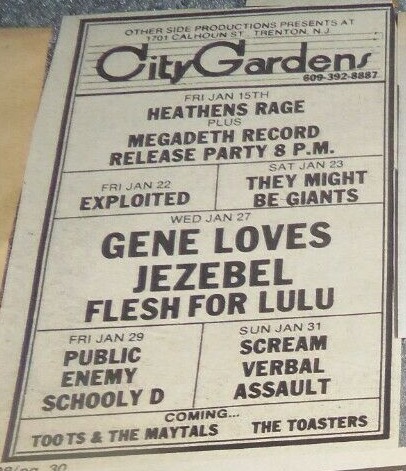 OTHER SIDE PRODUCTIONS PRESENTS AT
1701 CALHOUN ST., TRENTON, N.J.
City Gardens
609-392-8887
FRI JAN 15TH
HEATHENS RAGE
PLUS
MEGADETH RECORD
RELEASE PARTY 8 P.M.
FRI JAN 22
EXPLOITED
SAT JAN 23
THEY MIGHT
BE GIANTS
WED JAN 27
GENE LOVES
JEZEBEL
FLESH FOR LULU
FRI JAN 29
PUBLIC
ENEMY
SCHOOLY D
SUN JAN 31
SCREAM
VERBAL
ASSAULT
COMING...
TOOTS & THE MAYTALS THE TOASTERS